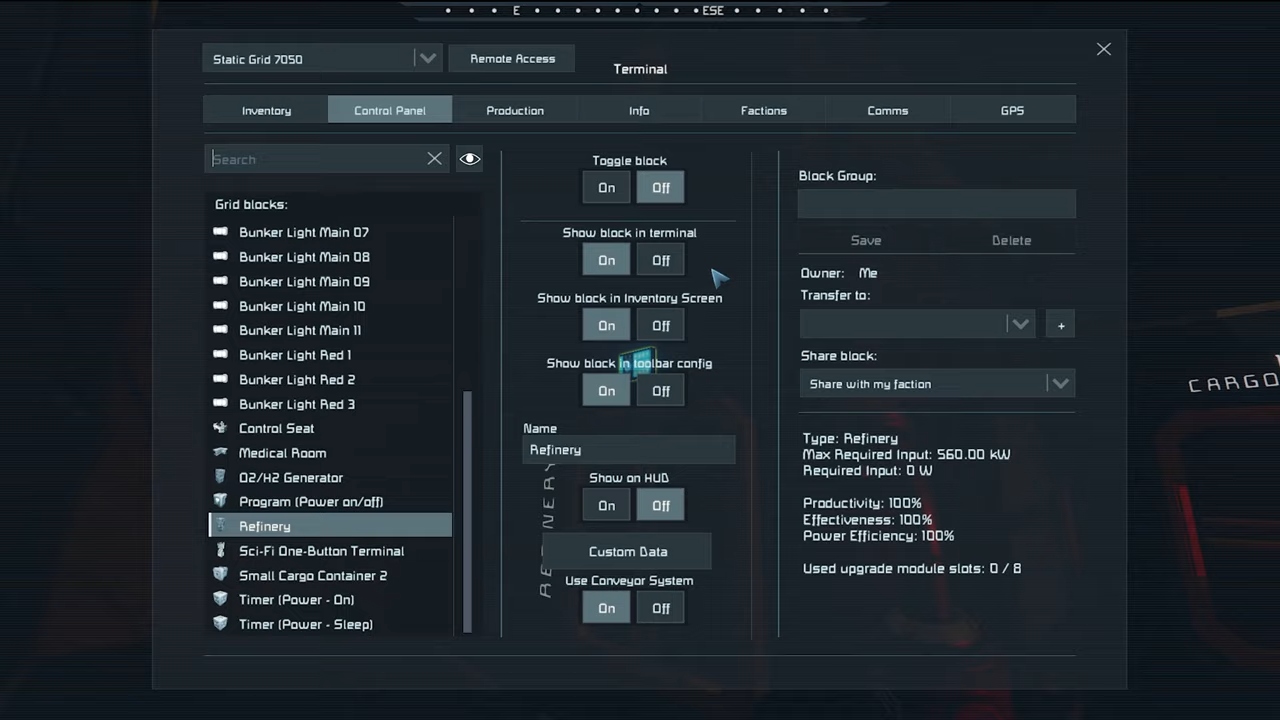 E
ESE
Static Grid 7050
Remote Access
Terminal
Inventory
Control Panel
Production
Info
Factions
Comms
GPS
Search
Grid blocks:
Bunker Light Main 07
Bunker Light Main 08
Bunker Light Main 09
Bunker Light Main 10
Bunker Light Main 11
Bunker Light Red 1
Bunker Light Red 2
Bunker Light Red 3
Control Seat
Medical Room
O2/H2 Generator
Program (Power on/off)
Refinery
Sci-Fi One-Button Terminal
Small Cargo Container 2
Timer (Power - On)
Timer (Power - Sleep)
Toggle block
On Off
Show block in terminal
On Off
Show block in Inventory Screen
On Off
Show block in toolbar config
On Off
Name
Refinery
Show on HUD
On Off
Custom Data
Use Conveyor System
On Off
REFINERY
Block Group:
Save Delete
Owner: Me
Transfer to:
+
Share block:
Share with my faction
Type: Refinery
Max Required Input: 560.00 kW
Required Input: 0 W
Productivity: 100%
Effectiveness: 100%
Power Efficiency: 100%
Used upgrade module slots: 0 / 8
CARGO